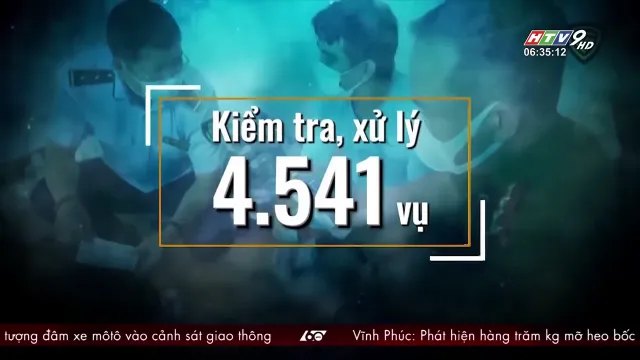 HTV9 HD
06:35:12
Kiểm tra, xử lý
4.541 vụ
tượng đâm xe môtô vào cảnh sát giao thông
60
Vĩnh Phúc: Phát hiện hàng trăm kg mỡ heo bốc